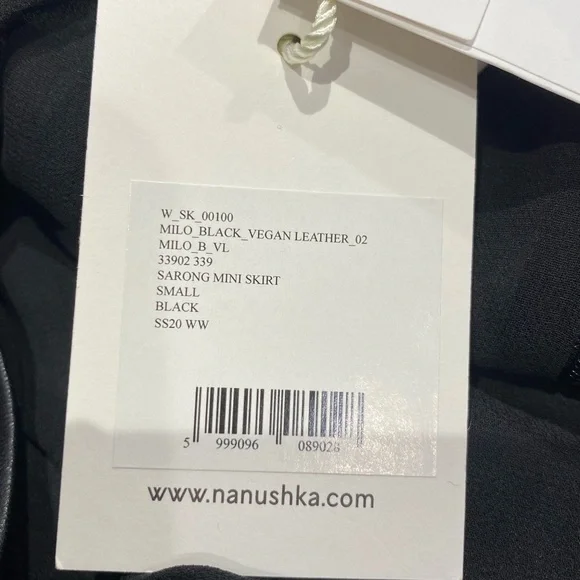 W_SK_00100
MILO_BLACK_VEGAN LEATHER_02
MILO_B_VL
33902 339
SARONG MINI SKIRT
SMALL
BLACK
SS20 WW
5 999096 089028
www.nanushka.com